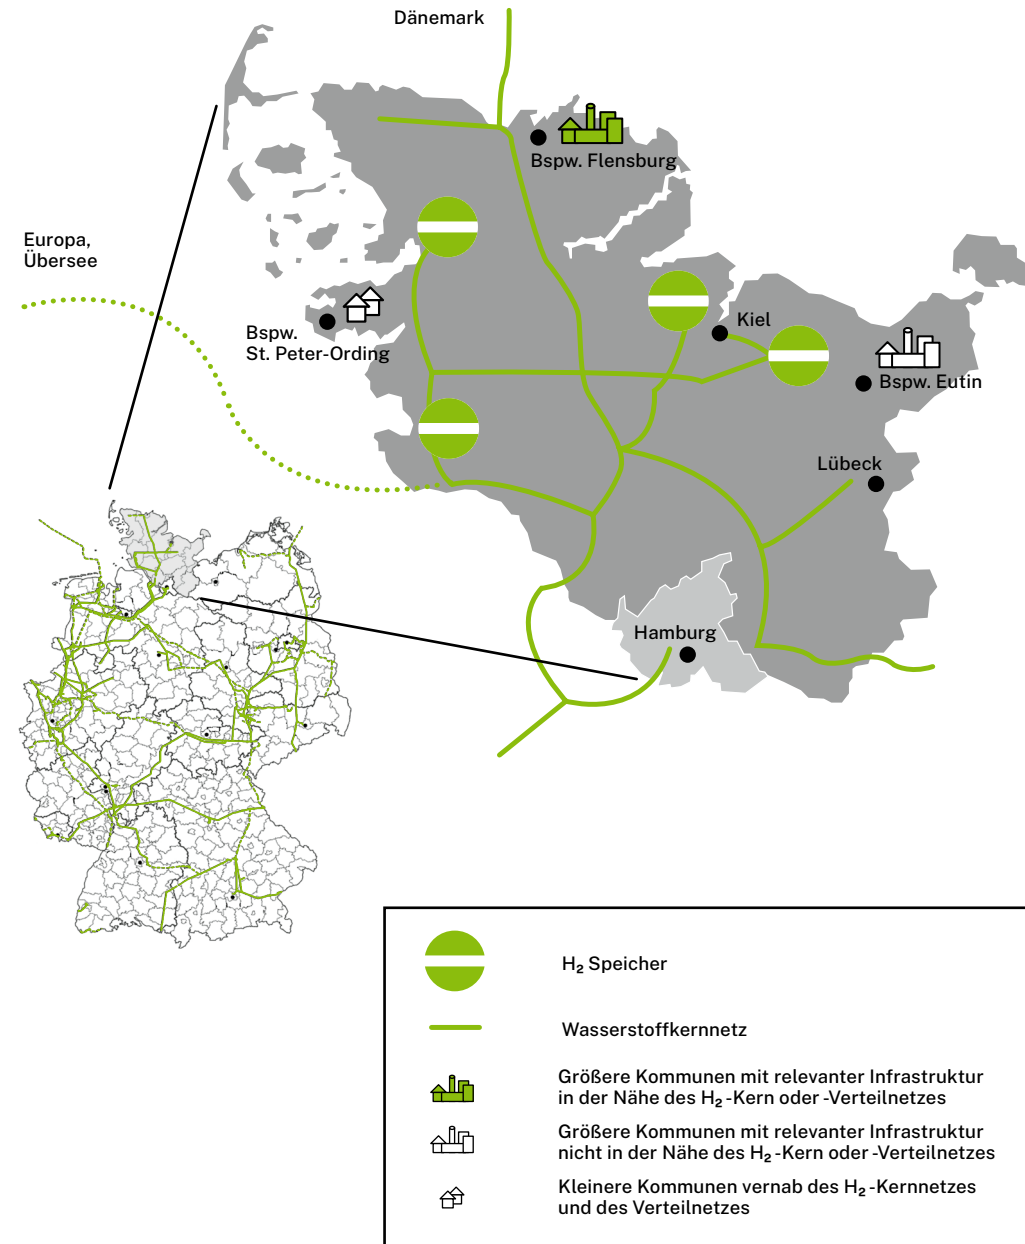 Dänemark
Bspw. Flensburg
Europa,
Übersee
Bspw.
St. Peter-Ording
Kiel
Bspw. Eutin
Lübeck
Hamburg
H₂ Speicher
Wasserstoffkernnetz
Größere Kommunen mit relevanter Infrastruktur
in der Nähe des H₂-Kern oder -Verteilnetzes
Größere Kommunen mit relevanter Infrastruktur
nicht in der Nähe des H₂-Kern oder -Verteilnetzes
Kleinere Kommunen vernab des H₂-Kernnetzes
und des Verteilnetzes